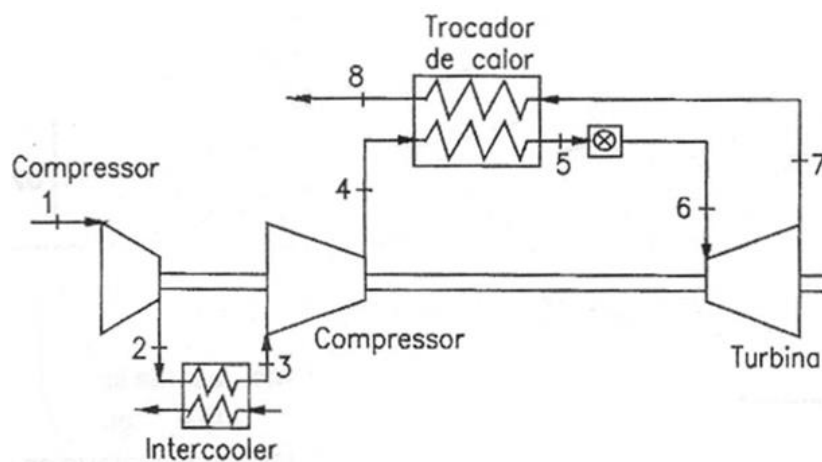 Trocador
de calor
8
Compressor
1
4
5
7
6
2
3
Compressor
Turbina
Intercooler